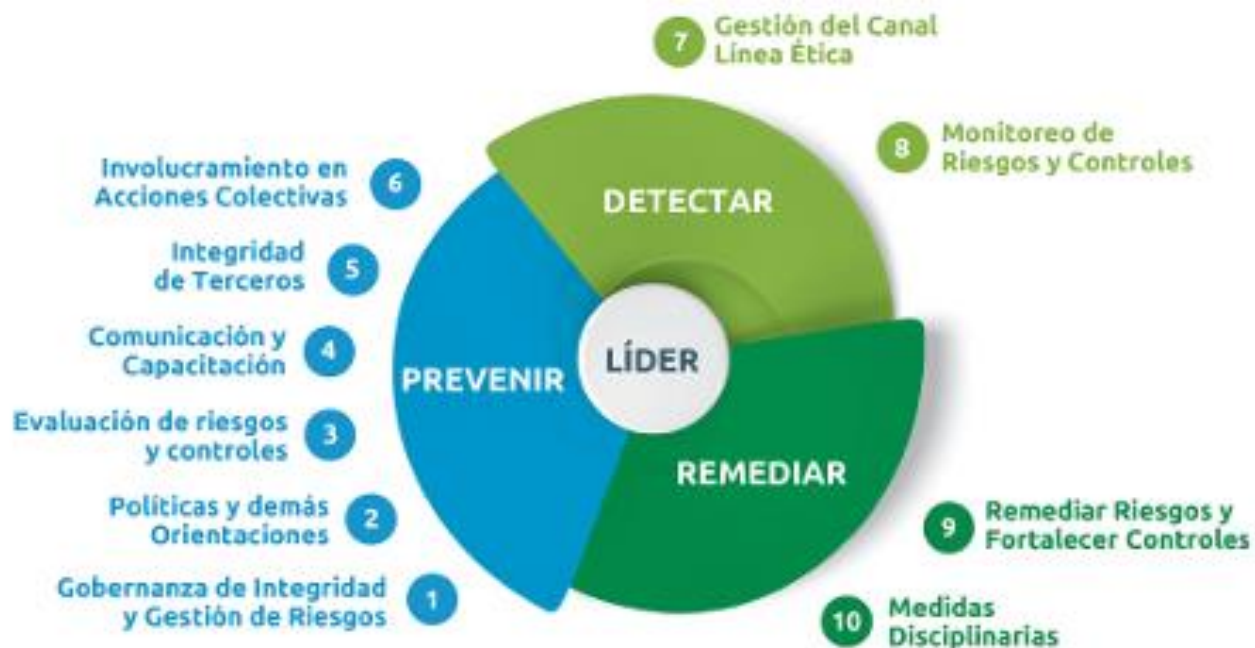 7
Gestión del Canal
Línea Ética
8
Monitoreo de
Riesgos y Controles
Involucramiento en
Acciones Colectivas
6
DETECTAR
Integridad
de Terceros
5
Comunicación y
Capacitación
4
LÍDER
PREVENIR
Evaluación de riesgos
y controles
3
REMEDIAR
Políticas y demás
Orientaciones
2
9
Remediar Riesgos y
Fortalecer Controles
Gobernanza de Integridad
y Gestión de Riesgos
1
10
Medidas
Disciplinarias